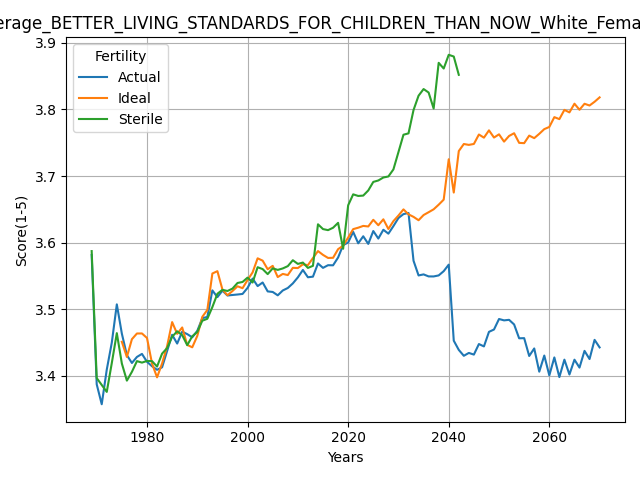 erage_BETTER_LIVING_STANDARDS_FOR_CHILDREN_THAN_NOW_White_Fema
Fertility
Actual
Ideal
Sterile
Score(1-5)
3.9
3.8
3.7
3.6
3.5
3.4
1980 2000 2020 2040 2060
Years